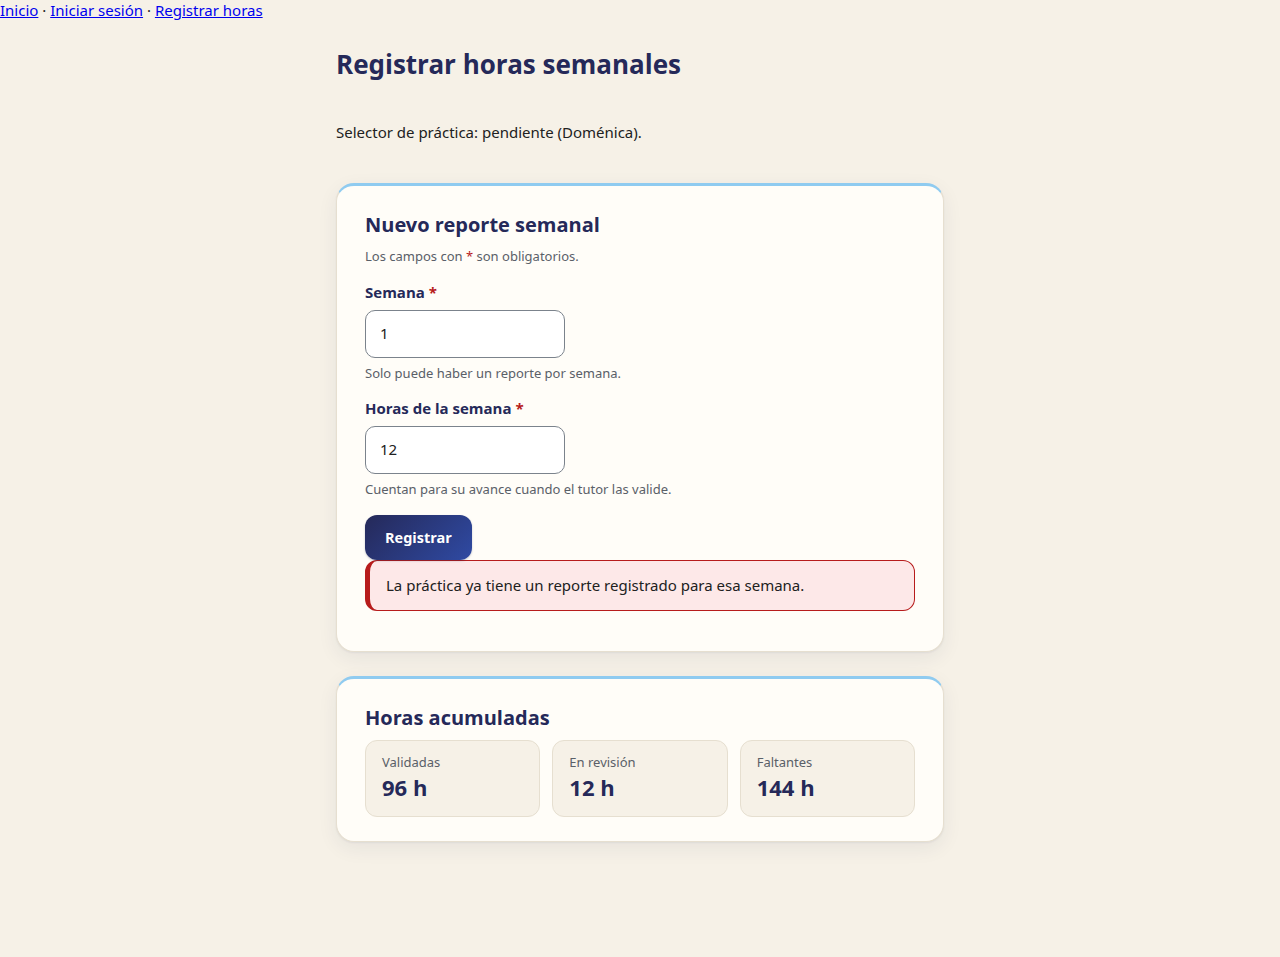 Inicio · Iniciar sesión · Registrar horas
Registrar horas semanales
Selector de práctica: pendiente (Doménica).
Nuevo reporte semanal
Los campos con * son obligatorios.
Semana *
1
Solo puede haber un reporte por semana.
Horas de la semana *
12
Cuentan para su avance cuando el tutor las valide.
Registrar
La práctica ya tiene un reporte registrado para esa semana.
Horas acumuladas
Validadas
96 h
En revisión
12 h
Faltantes
144 h